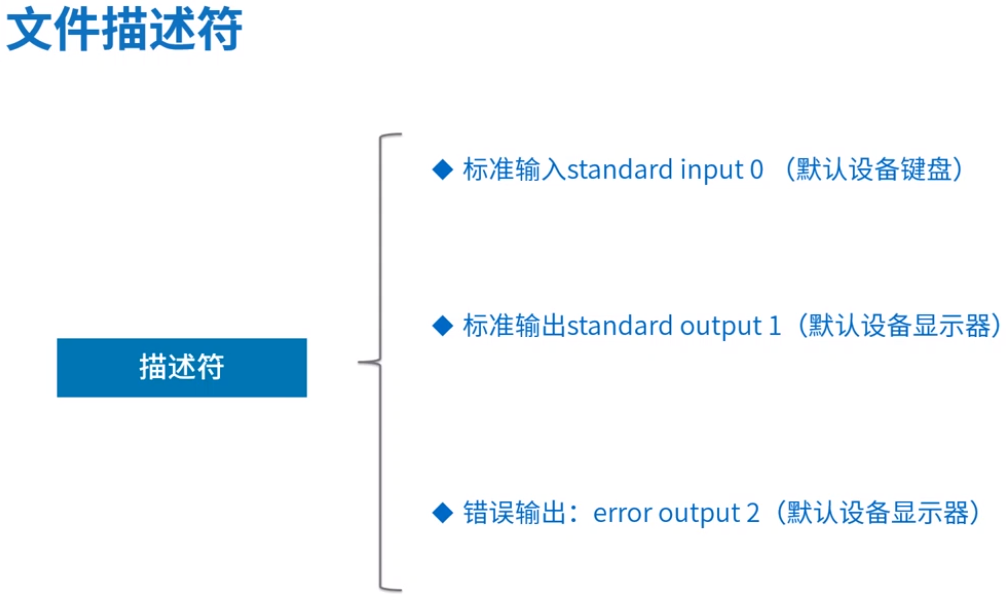 文件描述符
◆ 标准输入standard input 0 （默认设备键盘）
◆ 标准输出standard output 1（默认设备显示器）
描述符
◆ 错误输出：error output 2（默认设备显示器）